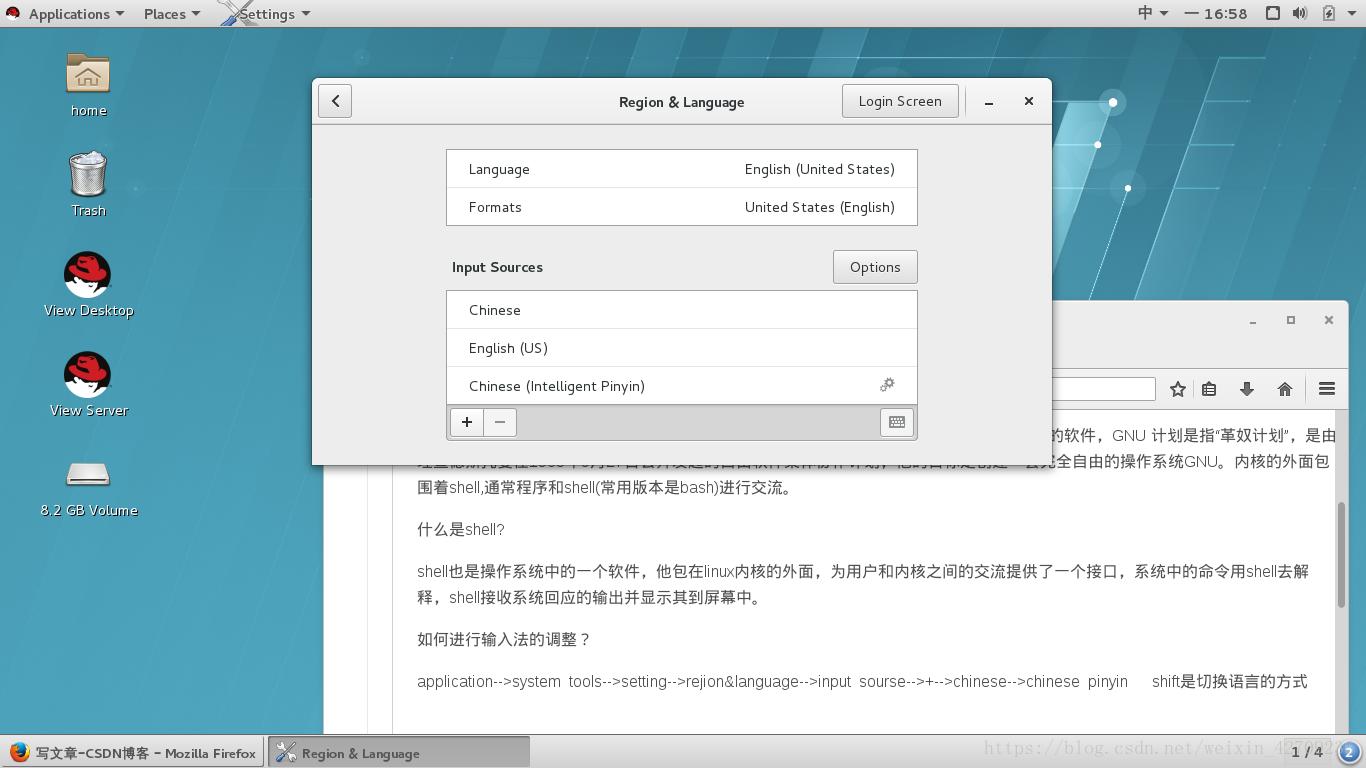 Applications
Places
Settings
中
一 16:58
home
Trash
View Desktop
View Server
8.2 GB Volume
Region & Language
Login Screen
Language
English (United States)
Formats
United States (English)
Input Sources
Options
Chinese
English (US)
Chinese (Intelligent Pinyin)
的软件，GNU 计划是指“革奴计划”，是由
完全自由的操作系统GNU。内核的外面包
围着shell,通常程序和shell(常用版本是bash)进行交流。
什么是shell?
shell也是操作系统中的一个软件，他包在linux内核的外面，为用户和内核之间的交流提供了一个接口，系统中的命令用shell去解
释，shell接收系统回应的输出并显示其到屏幕中。
如何进行输入法的调整？
application-->system tools-->setting-->rejion&language-->input sourse-->+-->chinese-->chinese pinyin shift是切换语言的方式
写文章-CSDN博客 - Mozilla Firefox
Region & Language
1 / 4
2